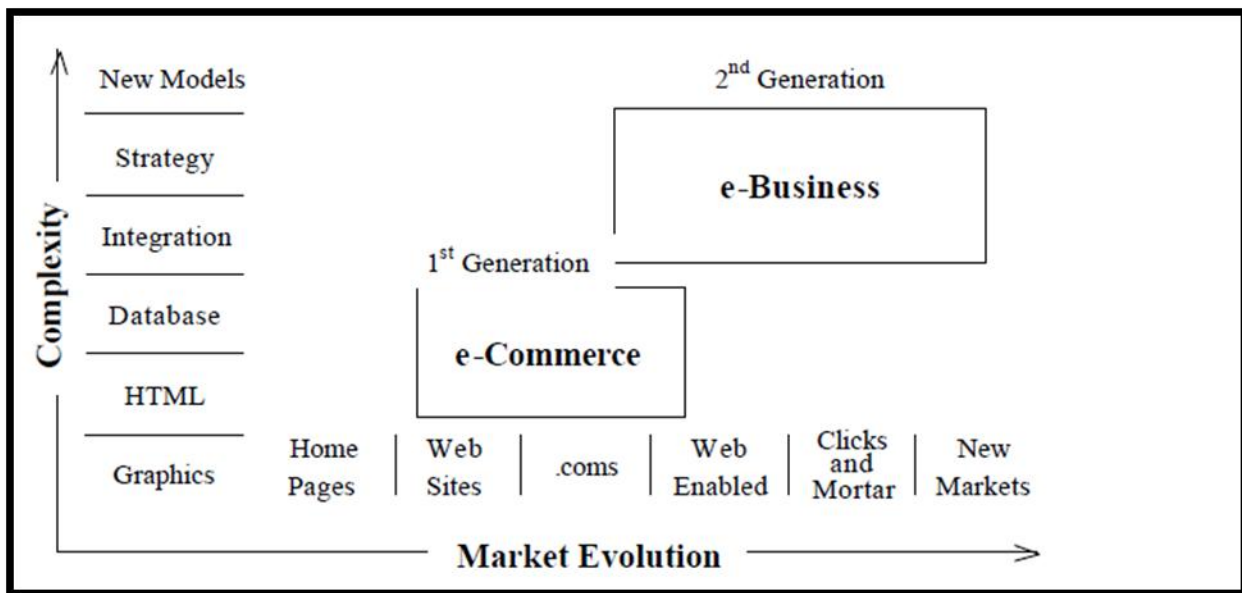 New Models
2nd Generation
Strategy
e-Business
Integration
1st Generation
Complexity
Database
e-Commerce
HTML
Graphics
Home
Pages
Web
Sites
.coms
Web
Enabled
Clicks
and
Mortar
New
Markets
Market Evolution